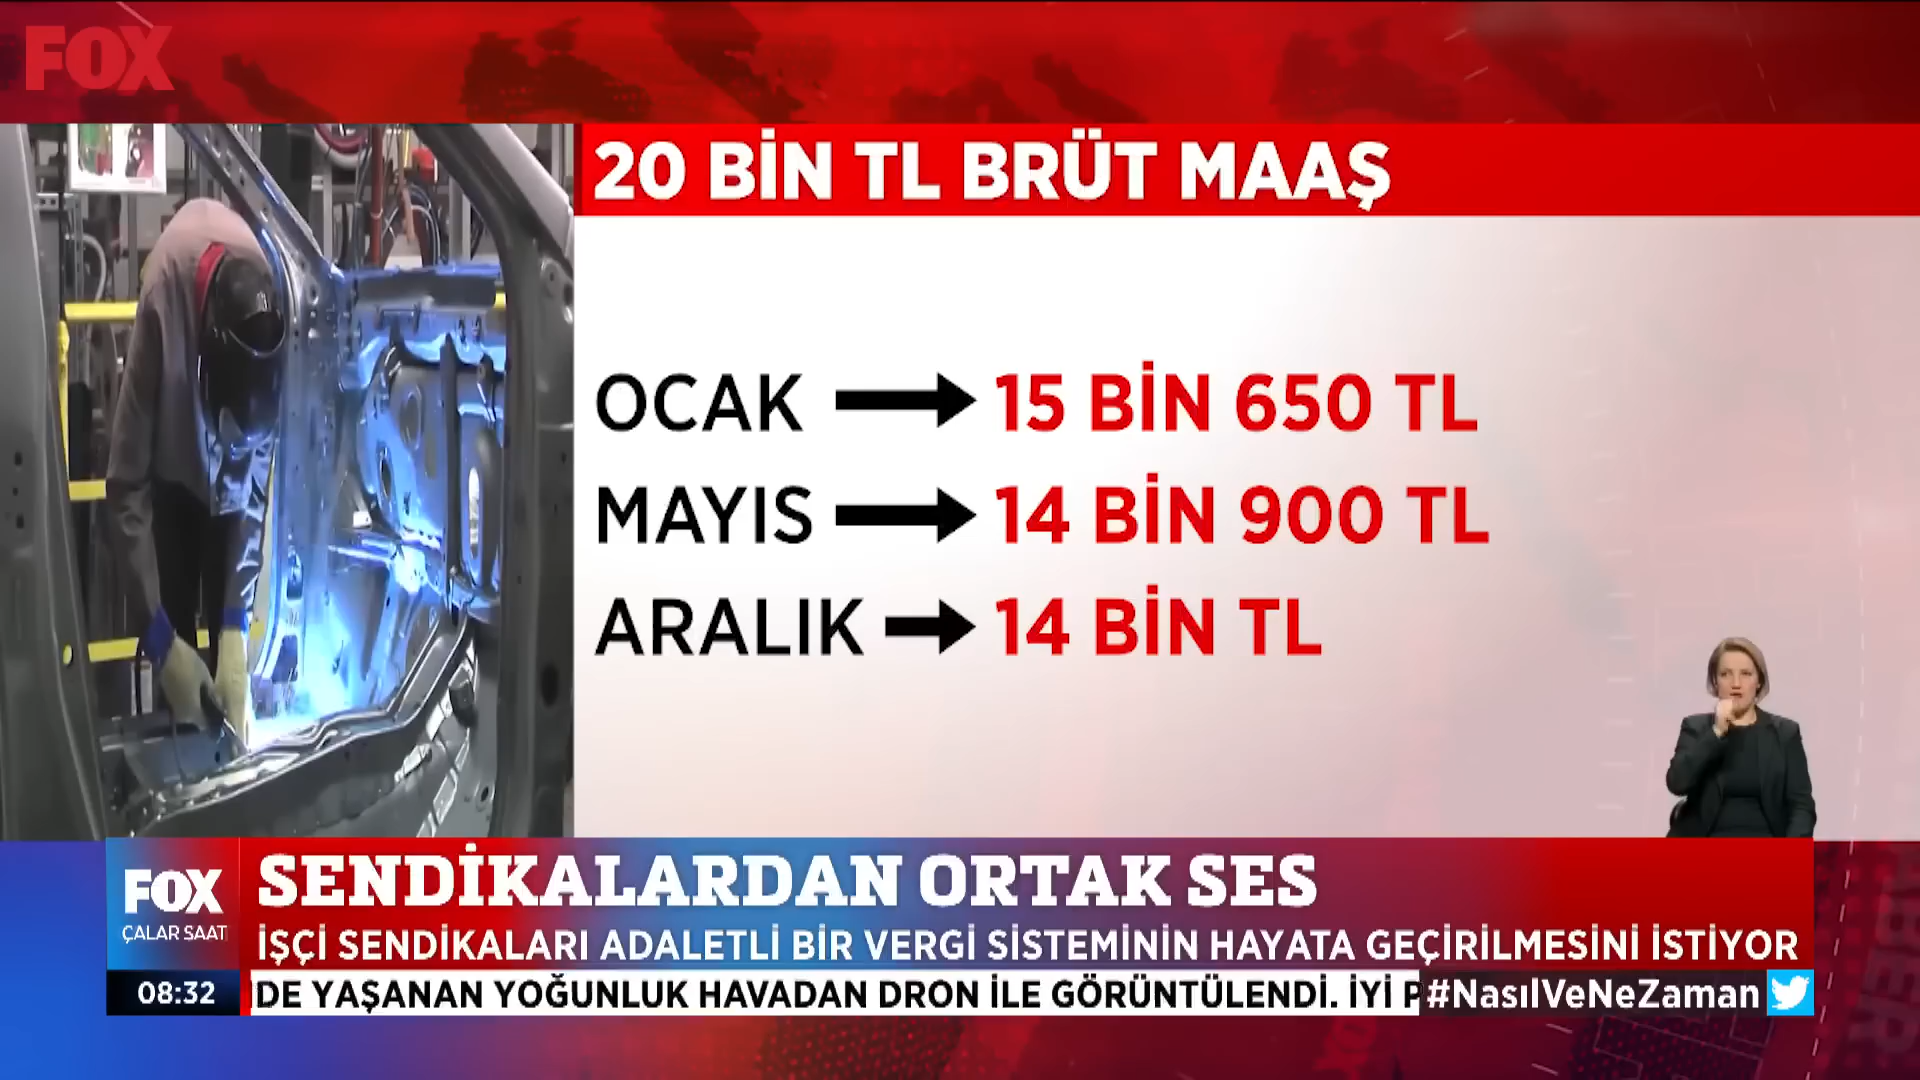 FOX
20 BİN TL BRÜT MAAŞ
OCAK 15 BİN 650 TL
MAYIS 14 BİN 900 TL
ARALIK 14 BİN TL
FOX
ÇALAR SAAT
SENDİKALARDAN ORTAK SES
İŞÇİ SENDİKALARI ADALETLİ BİR VERGİ SİSTEMİNİN HAYATA GEÇİRİLMESİNİ İSTİYOR
08:32
DE YAŞANAN YOĞUNLUK HAVADAN DRON İLE GÖRÜNTÜLENDİ. İYİ
#NasılVeNeZaman